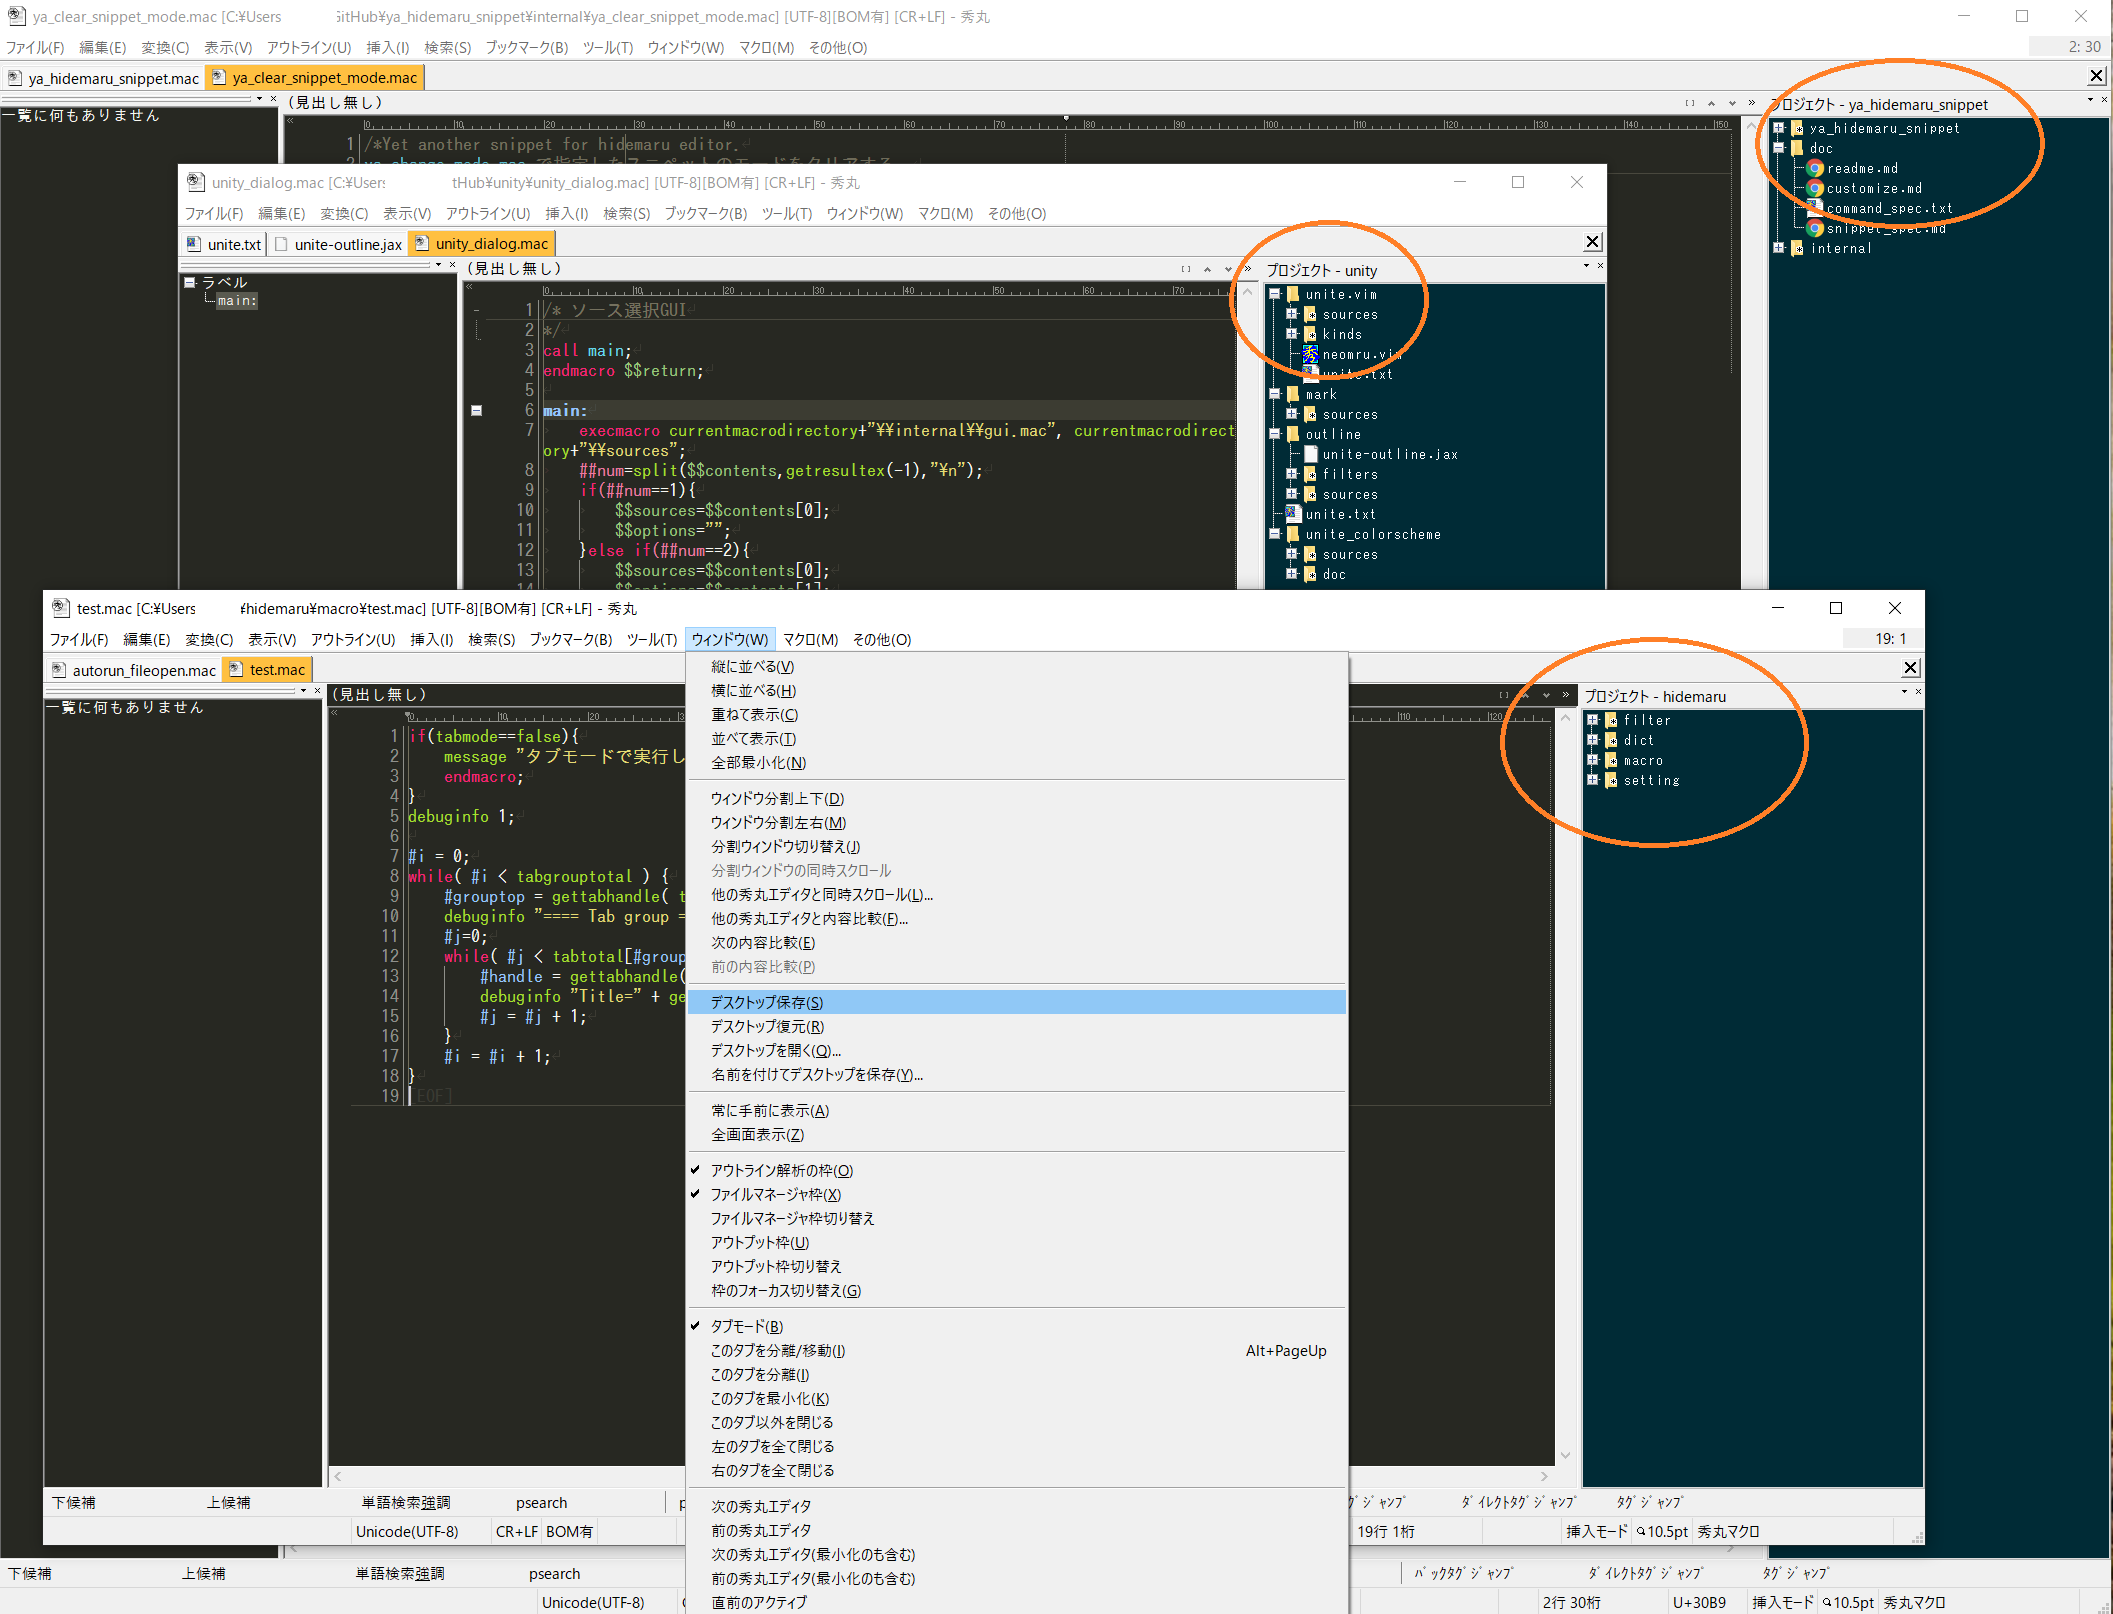 ya_clear_snippet_mode.mac [C:¥Users GitHub¥ya_hidemaru_snippet¥internal¥ya_clear_snippet_mode.mac] [UTF-8][BOM有] [CR+LF] - 秀丸
ファイル(F) 編集(E) 変換(C) 表示(V) アウトライン(U) 挿入(I) 検索(S) ブックマーク(B) ツール(T) ウィンドウ(W) マクロ(M) その他(O)
2: 30
ya_hidemaru_snippet.mac ya_clear_snippet_mode.mac
(見出し無し)
一覧に何もありません
0 10 20 30 40 50 60 70 80 90 100 110 120 130 140 150
1 /*Yet another snippet for hidemaru editor.
プロジェクト - ya_hidemaru_snippet
ya_hidemaru_snippet
doc
readme.md
customize.md
command_spec.txt
snippet_spec.md
internal
unity_dialog.mac [C:¥Users tHub¥unity¥unity_dialog.mac] [UTF-8][BOM有] [CR+LF] - 秀丸
ファイル(F) 編集(E) 変換(C) 表示(V) アウトライン(U) 挿入(I) 検索(S) ブックマーク(B) ツール(T) ウィンドウ(W) マクロ(M) その他(O)
unite.txt unite-outline.jax unity_dialog.mac
(見出し無し)
ラベル
main:
0 10 20 30 40 50 60 70
1 /* ソース選択GUI
2 */
3 call main;
4 endmacro $$return;
5
6 main:
7 execmacro currentmacrodirectory+"¥¥internal¥¥gui.mac", currentmacrodirect
ory+"¥¥sources";
8 ##num=split($$contents,getresultex(-1),"¥n");
9 if(##num==1){
10 $$sources=$$contents[0];
11 $$options="";
12 }else if(##num==2){
13 $$sources=$$contents[0];
14 $$options=$$contents[1];
プロジェクト - unity
unite.vim
sources
kinds
neomru.vim
unite.txt
mark
sources
outline
unite-outline.jax
filters
sources
unite.txt
unite_colorscheme
sources
doc
test.mac [C:¥Users ¥hidemaru¥macro¥test.mac] [UTF-8][BOM有] [CR+LF] - 秀丸
ファイル(F) 編集(E) 変換(C) 表示(V) アウトライン(U) 挿入(I) 検索(S) ブックマーク(B) ツール(T) ウィンドウ(W) マクロ(M) その他(O)
19: 1
autorun_fileopen.mac test.mac
(見出し無し)
一覧に何もありません
0 10 20 110 120
1 if(tabmode==false){
2 message "タブモードで実行し
3 endmacro;
4 }
5 debuginfo 1;
6
7 #i = 0;
8 while( #i < tabgrouptotal ) {
9 #grouptop = gettabhandle( t
10 debuginfo "==== Tab group =
11 #j=0;
12 while( #j < tabtotal[#group
13 #handle = gettabhandle(
14 debuginfo "Title=" + ge
15 #j = #j + 1;
16 }
17 #i = #i + 1;
18 }
19 [EOF]
縦に並べる(V)
横に並べる(H)
重ねて表示(C)
並べて表示(T)
全部最小化(N)
ウィンドウ分割上下(D)
ウィンドウ分割左右(M)
分割ウィンドウ切り替え(J)
分割ウィンドウの同時スクロール
他の秀丸エディタと同時スクロール(L)...
他の秀丸エディタと内容比較(F)...
次の内容比較(E)
前の内容比較(P)
デスクトップ保存(S)
デスクトップ復元(R)
デスクトップを開く(Q)...
名前を付けてデスクトップを保存(Y)...
常に手前に表示(A)
全画面表示(Z)
アウトライン解析の枠(O)
ファイルマネージャ枠(X)
ファイルマネージャ枠切り替え
アウトプット枠(U)
アウトプット枠切り替え
枠のフォーカス切り替え(G)
タブモード(B)
このタブを分離/移動(I) Alt+PageUp
このタブを分離(I)
このタブを最小化(K)
このタブ以外を閉じる
左のタブを全て閉じる
右のタブを全て閉じる
次の秀丸エディタ
前の秀丸エディタ
次の秀丸エディタ(最小化のも含む)
前の秀丸エディタ(最小化のも含む)
直前のアクティブ
プロジェクト - hidemaru
filter
dict
macro
setting
下候補 上候補 単語検索強調 psearch ダイレクトタグジャンプ タグジャンプ
Unicode(UTF-8) CR+LF BOM有 19行 1桁 挿入モード 10.5pt 秀丸マクロ
下候補 上候補 単語検索強調 psearch バックタグジャンプ ダイレクトタグジャンプ タグジャンプ
Unicode(UTF-8) 2行 30桁 U+30B9 挿入モード 10.5pt 秀丸マクロ